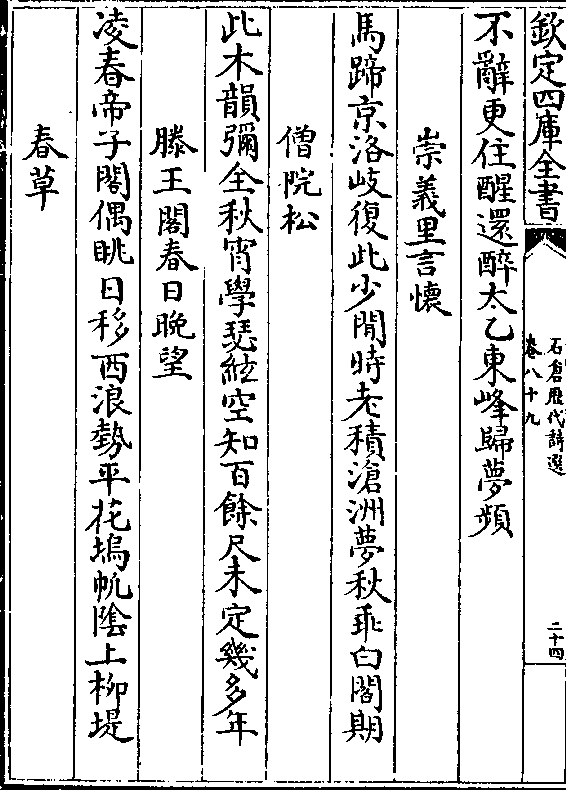 欽定四庫全書
石倉歷代詩選
卷八十九
二十四
不辭更住醒還醉太乙東峰歸夢頻
崇義里言懷
馬蹄京洛岐復此少閒時老積滄洲夢秋乖白閣期
僧院松
此木韻彌全秋宵學瑟絃空知百餘尺未定幾多年
滕王閣春日晚望
凌春帝子閣偶眺日移西浪勢平花塢帆陰上柳堤
春草